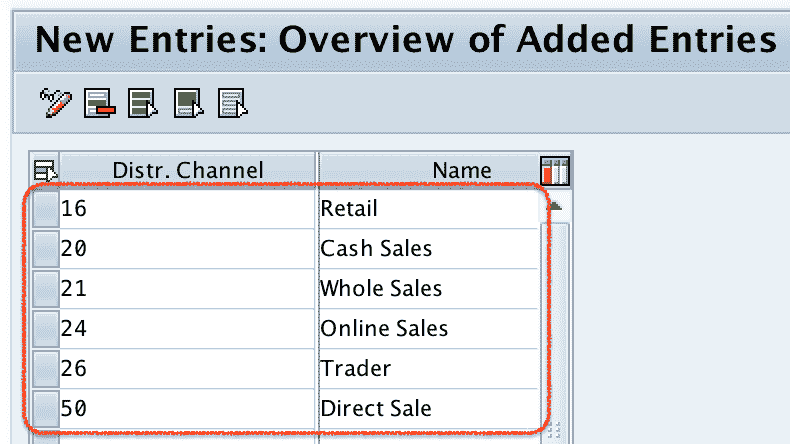 New Entries: Overview of Added Entries
Distr. Channel Name
16 Retail
20 Cash Sales
21 Whole Sales
24 Online Sales
26 Trader
50 Direct Sale